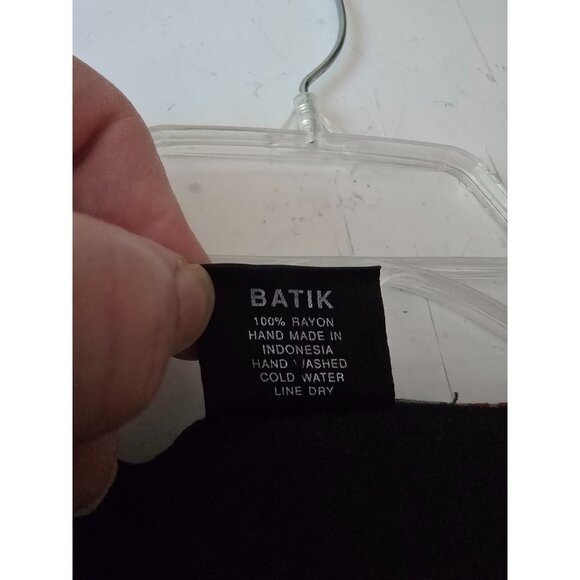 BATIK
100% RAYON
HAND MADE IN
INDONESIA
HAND WASHED
COLD WATER
LINE DRY